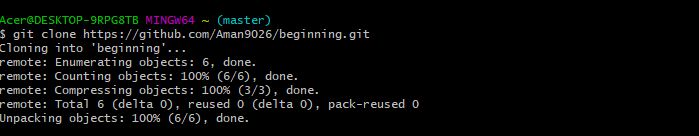 Acer@DESKTOP-9RPG8TB MINGW64 ~ (master)
$ git clone https://github.com/Aman9026/beginning.git
Cloning into 'beginning'...
remote: Enumerating objects: 6, done.
remote: Counting objects: 100% (6/6), done.
remote: Compressing objects: 100% (3/3), done.
remote: Total 6 (delta 0), reused 0 (delta 0), pack-reused 0
Unpacking objects: 100% (6/6), done.